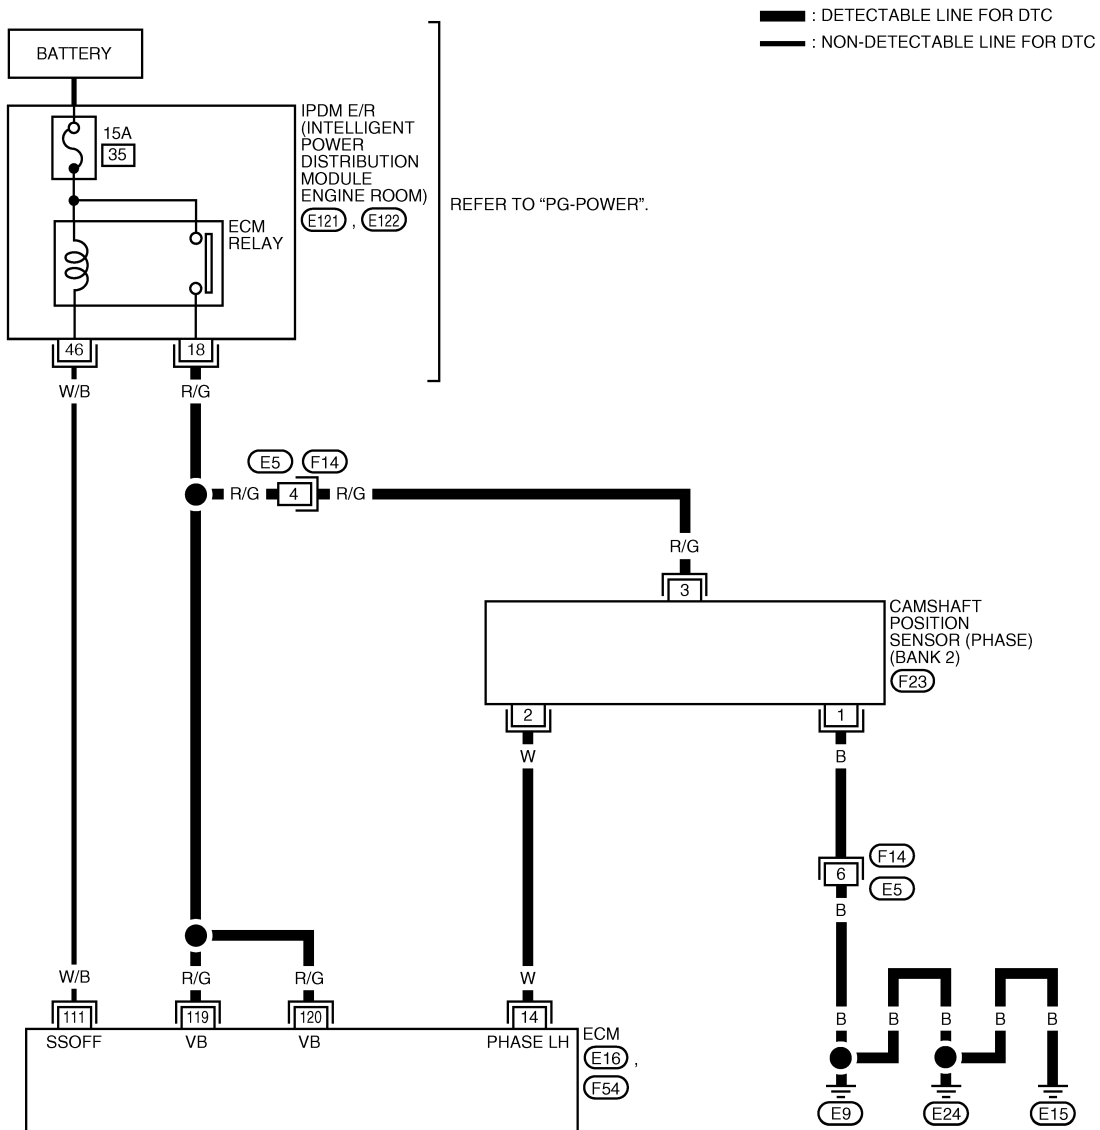 : DETECTABLE LINE FOR DTC
: NON-DETECTABLE LINE FOR DTC
BATTERY
15A
35
IPDM E/R
(INTELLIGENT
POWER
DISTRIBUTION
MODULE
ENGINE ROOM)
E121 , E122
REFER TO “PG-POWER”.
ECM
RELAY
46
18
W/B
R/G
E5
F14
R/G
4
R/G
R/G
3
CAMSHAFT
POSITION
SENSOR (PHASE)
(BANK 2)
F23
2
1
W
B
F14
6
E5
B
W/B
R/G
R/G
W
111
119
120
14
SSOFF
VB
VB
PHASE LH
ECM
E16 ,
F54
B
B
B
B
B
E9
E24
E15